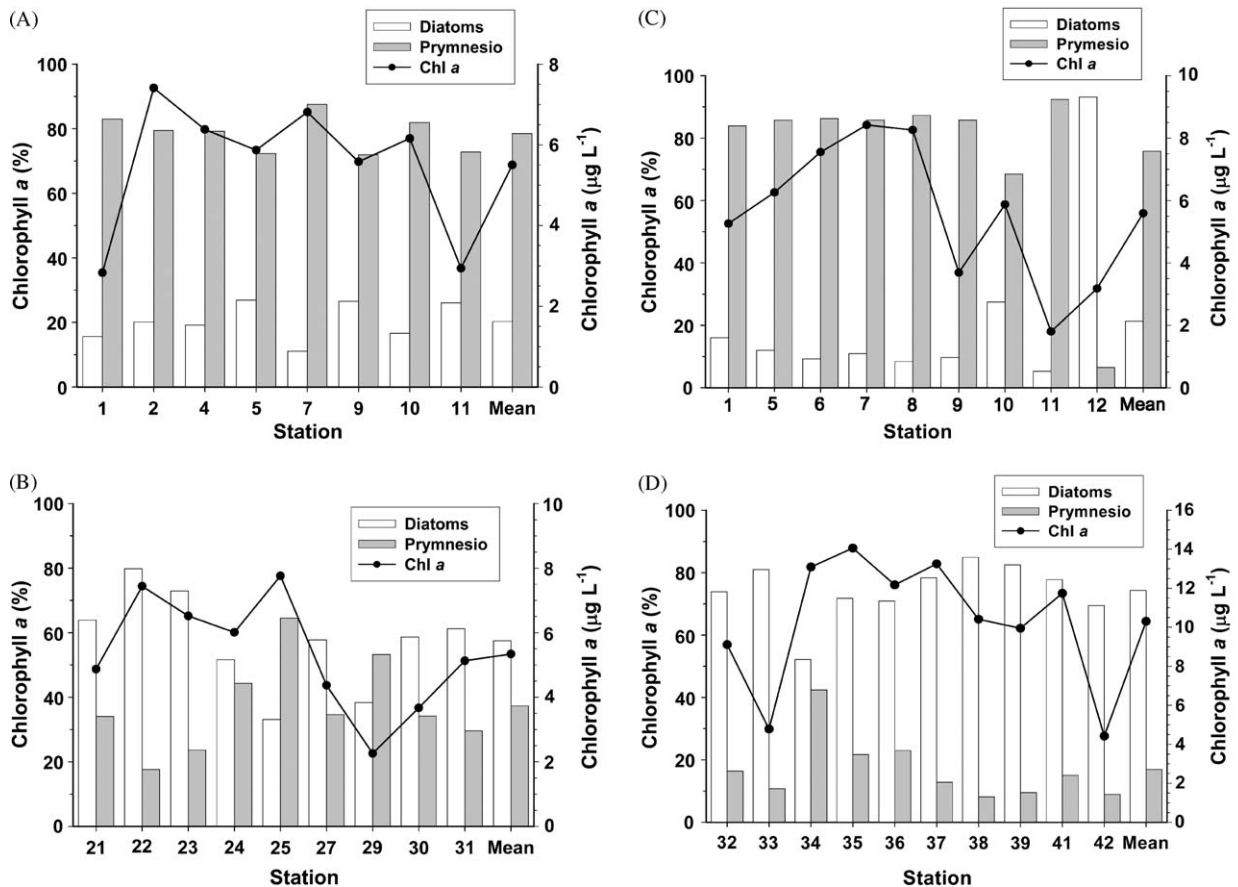 (A)
Diatoms
Prymnesio
Chl a
Chlorophyll a (%)
100
80
60
40
20
0
8
6
4
2
0
Chlorophyll a (µg L⁻¹)
1 2 4 5 7 9 10 11 Mean
Station
(C)
Diatoms
Prymesio
Chl a
Chlorophyll a (%)
100
80
60
40
20
0
10
8
6
4
2
0
Chlorophyll a (µg L⁻¹)
1 5 6 7 8 9 10 11 12 Mean
Station
(B)
Diatoms
Prymnesio
Chl a
Chlorophyll a (%)
100
80
60
40
20
0
10
8
6
4
2
0
Chlorophyll a (µg L⁻¹)
21 22 23 24 25 27 29 30 31 Mean
Station
(D)
Diatoms
Prymnesio
Chl a
Chlorophyll a (%)
100
80
60
40
20
0
16
14
12
10
8
6
4
2
0
Chlorophyll a (µg L⁻¹)
32 33 34 35 36 37 38 39 41 42 Mean
Station